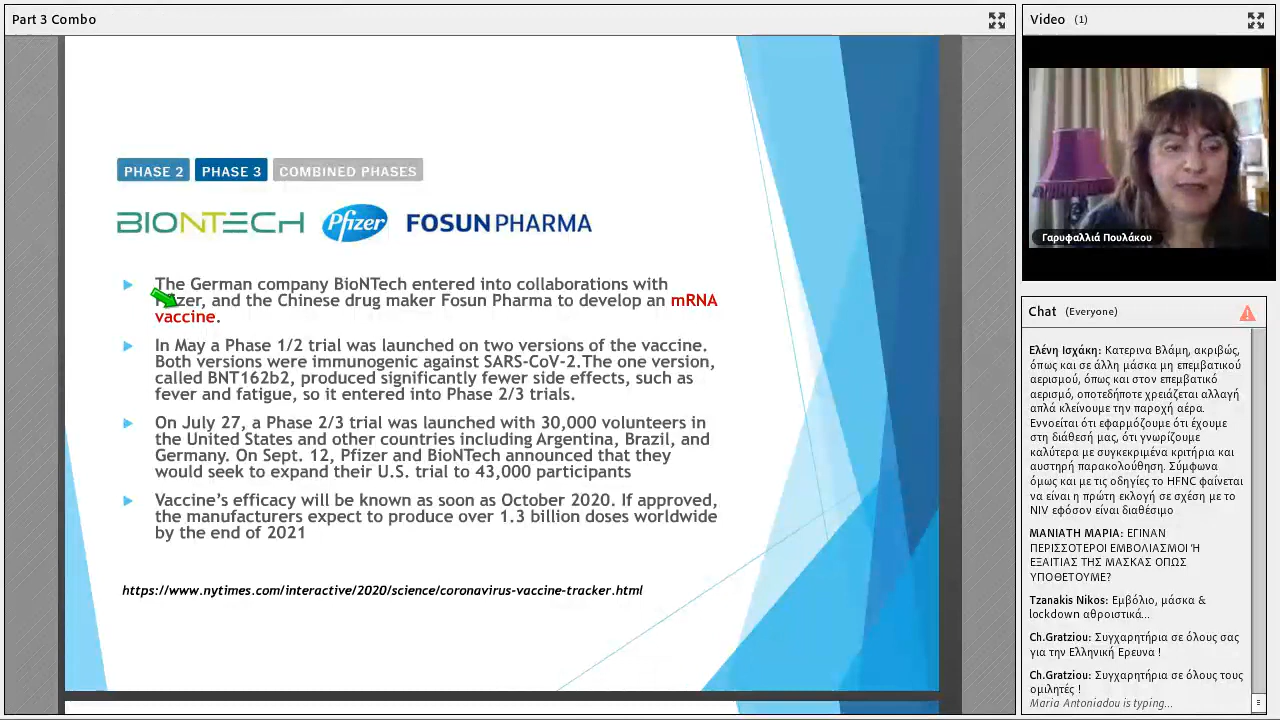 Part 3 Combo
PHASE 2 PHASE 3 COMBINED PHASES
BIONTECH Pfizer FOSUN PHARMA
The German company BioNTech entered into collaborations with
Pfizer, and the Chinese drug maker Fosun Pharma to develop an mRNA
vaccine.
In May a Phase 1/2 trial was launched on two versions of the vaccine.
Both versions were immunogenic against SARS-CoV-2.The one version,
called BNT162b2, produced significantly fewer side effects, such as
fever and fatigue, so it entered into Phase 2/3 trials.
On July 27, a Phase 2/3 trial was launched with 30,000 volunteers in
the United States and other countries including Argentina, Brazil, and
Germany. On Sept. 12, Pfizer and BioNTech announced that they
would seek to expand their U.S. trial to 43,000 participants
Vaccine’s efficacy will be known as soon as October 2020. If approved,
the manufacturers expect to produce over 1.3 billion doses worldwide
by the end of 2021
https://www.nytimes.com/interactive/2020/science/coronavirus-vaccine-tracker.html
Video (1)
Γαρυφαλλιά Πουλάκου
Chat (Everyone)
Ελένη Ισχάκη: Κατερινα Βλάμη, ακριβώς,
όπως και σε άλλη μάσκα μη επεμβατικού
αερισμού, όπως και στον επεμβατικό
αερισμό, οποτεδήποτε χρειάζεται αλλαγή
απλά κλείνουμε την παροχή αέρα.
Εννοείται ότι εφαρμόζουμε ότι έχουμε
στη διάθεσή μας, ότι γνωρίζουμε
καλύτερα με συγκεκριμένα κριτήρια και
αυστηρή παρακολούθηση. Σύμφωνα
όμως και με τις οδηγίες το HFNC φαίνεται
να είναι η πρώτη εκλογή σε σχέση με το
NIV εφόσον είναι διαθέσιμο
ΜΑΝΙΑΤΗ ΜΑΡΙΑ: ΕΓΙΝΑΝ
ΠΕΡΙΣΣΟΤΕΡΟΙ ΕΜΒΟΛΙΑΣΜΟΙ Ή
ΕΞΑΙΤΙΑΣ ΤΗΣ ΜΑΣΚΑΣ ΟΠΩΣ
ΥΠΟΘΕΤΟΥΜΕ?
Tzanakis Nikos: Εμβόλιο, μάσκα &
lockdown αθροιστικά...
Ch.Gratziou: Συγχαρητήρια σε όλους σας
για την Ελληνική Ερευνα !
Ch.Gratziou: Συγχαρητήρια σε όλους τους
ομιλητές !
Maria Antoniadou is typing...